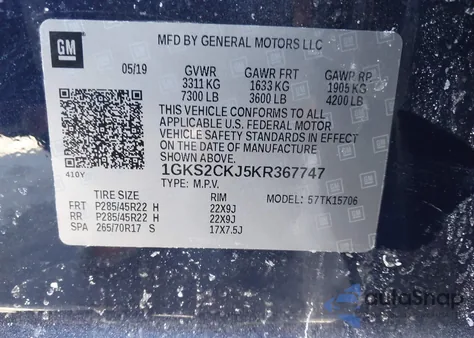 GM
MFD BY GENERAL MOTORS LLC
05/19 GVWR GAWR FRT GAWR RR
3311 KG 1633 KG 1905 KG
7300 LB 3600 LB 4200 LB
THIS VEHICLE CONFORMS TO ALL
APPLICABLE U.S. FEDERAL MOTOR
VEHICLE SAFETY STANDARDS IN EFFECT
ON THE DATE OF MANUFACTURE
SHOWN ABOVE.
410Y
1GKS2CKJ5KR367747
TYPE: M.P.V. MODEL: 57TK15706
TIRE SIZE RIM
FRT P285/45R22 H 22X9J
RR P285/45R22 H 22X9J
SPA 265/70R17 S 17X7.5J
autoSnap